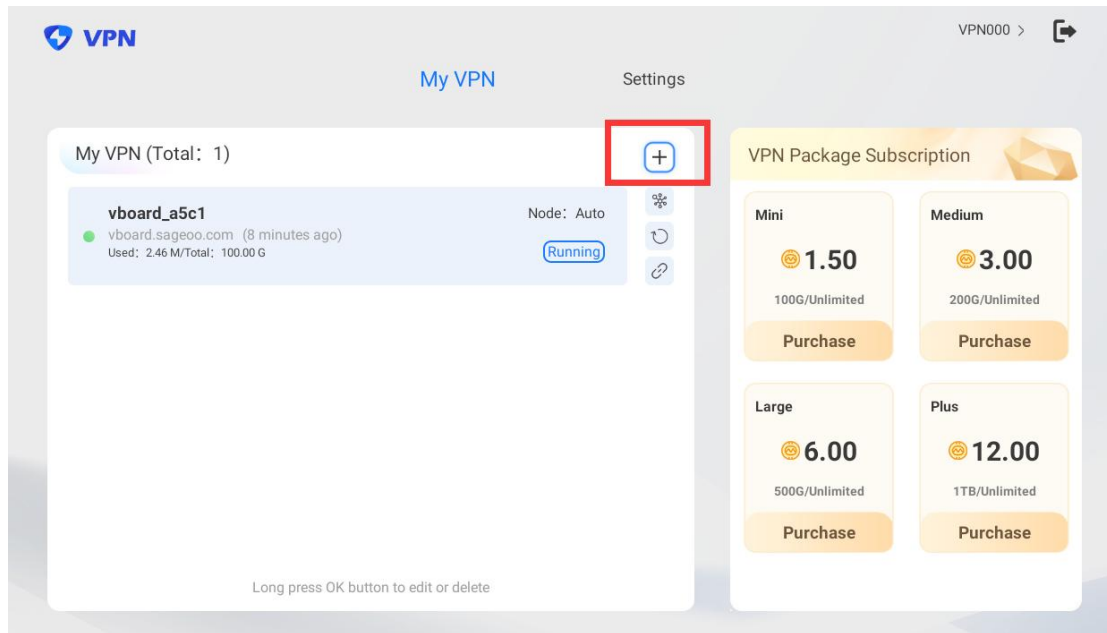 VPN
VPN000 >
My VPN
Settings
My VPN (Total：1)
vboard_a5c1
vboard.sageoo.com (8 minutes ago)
Used：2.46 M/Total：100.00 G
Node：Auto
Running
Long press OK button to edit or delete
VPN Package Subscription
Mini
1.50
100G/Unlimited
Purchase
Medium
3.00
200G/Unlimited
Purchase
Large
6.00
500G/Unlimited
Purchase
Plus
12.00
1TB/Unlimited
Purchase